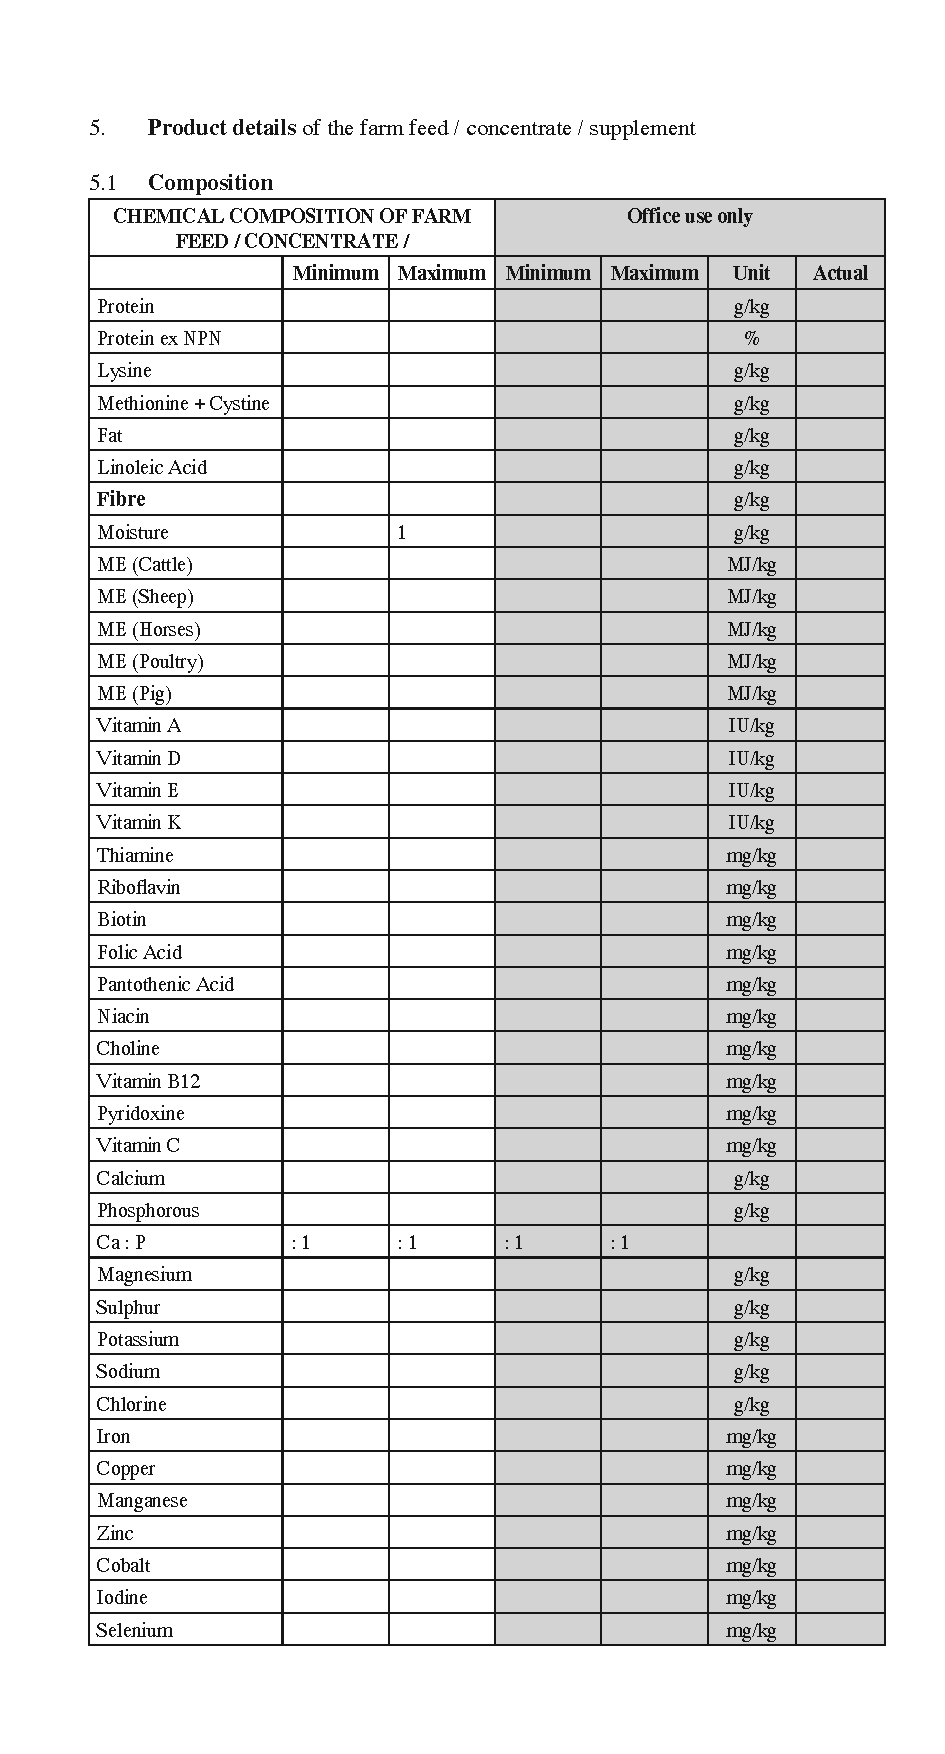 5. Product details of the farm feed / concentrate / supplement
5.1 Composition
CHEMICAL COMPOSITION OF FARM Office use only
FEED / CONCENTRATE /
Minimum Maximum Minimum Maximum Unit Actual
Protein g/kg
Protein ex NPN %
Lysine g/kg
Methionine + Cystine g/kg
Fat g/kg
Linoleic Acid g/kg
Fibre g/kg
Moisture 1 g/kg
ME (Cattle) MJ/kg
ME (Sheep) MJ/kg
ME (Horses) MJ/kg
ME (Poultry) MJ/kg
ME (Pig) MJ/kg
Vitamin A IU/kg
Vitamin D IU/kg
Vitamin E IU/kg
Vitamin K IU/kg
Thiamine mg/kg
Riboflavin mg/kg
Biotin mg/kg
Folic Acid mg/kg
Pantothenic Acid mg/kg
Niacin mg/kg
Choline mg/kg
Vitamin B12 mg/kg
Pyridoxine mg/kg
Vitamin C mg/kg
Calcium g/kg
Phosphorous g/kg
Ca : P : 1 : 1 : 1 : 1
Magnesium g/kg
Sulphur g/kg
Potassium g/kg
Sodium g/kg
Chlorine g/kg
Iron mg/kg
Copper mg/kg
Manganese mg/kg
Zinc mg/kg
Cobalt mg/kg
Iodine mg/kg
Selenium mg/kg